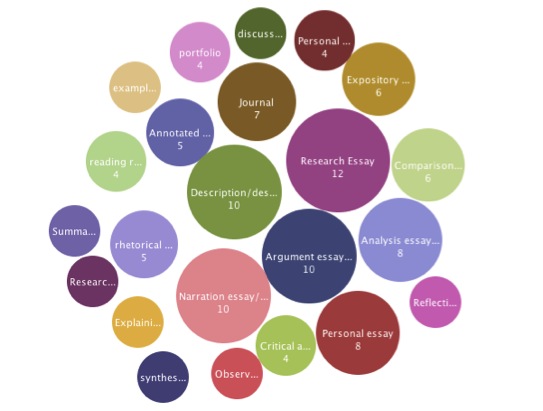 discuss...
Personal ...
4
portfolio
4
Expository ...
6
exampl...
Journal
7
Annotated ...
5
reading r...
4
Research Essay
12
Comparison...
6
Description/des...
10
Summa...
rhetorical ...
5
Analysis essay...
8
Argument essay...
10
Researc...
Narration essay/...
10
Reflecti...
Explaini...
Personal essay
8
Critical a...
4
synthes...
Observ...